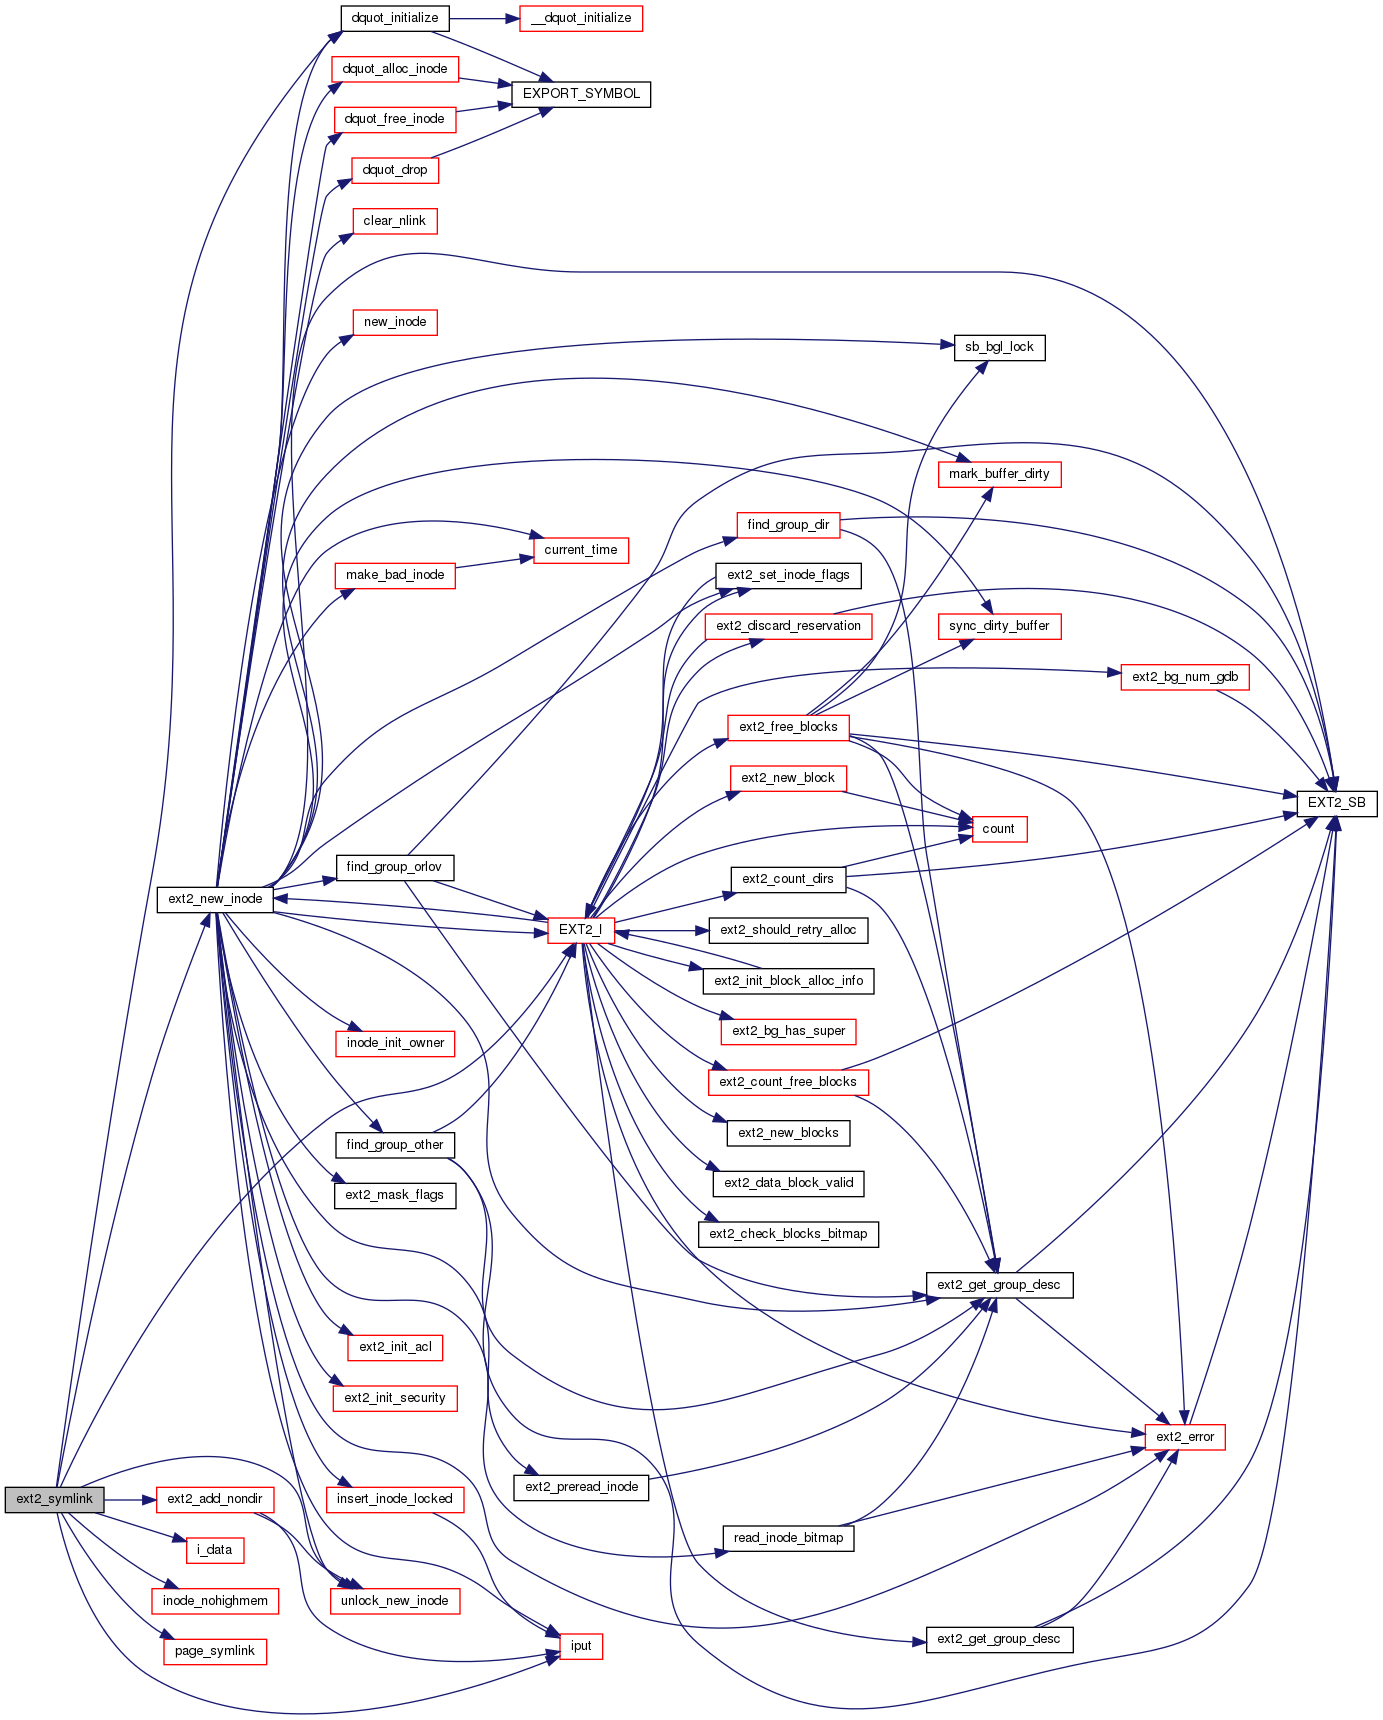 dquot_initialize
__dquot_initialize
dquot_alloc_inode
EXPORT_SYMBOL
dquot_free_inode
dquot_drop
clear_nlink
new_inode
sb_bgl_lock
mark_buffer_dirty
find_group_dir
current_time
make_bad_inode
ext2_set_inode_flags
ext2_discard_reservation
sync_dirty_buffer
ext2_bg_num_gdb
ext2_free_blocks
ext2_new_block
EXT2_SB
count
find_group_orlov
ext2_count_dirs
ext2_new_inode
EXT2_I
ext2_should_retry_alloc
ext2_init_block_alloc_info
ext2_bg_has_super
inode_init_owner
ext2_count_free_blocks
ext2_new_blocks
find_group_other
ext2_data_block_valid
ext2_mask_flags
ext2_check_blocks_bitmap
ext2_get_group_desc
ext2_init_acl
ext2_init_security
ext2_error
ext2_preread_inode
ext2_symlink
ext2_add_nondir
insert_inode_locked
read_inode_bitmap
i_data
inode_nohighmem
unlock_new_inode
ext2_get_group_desc
page_symlink
iput